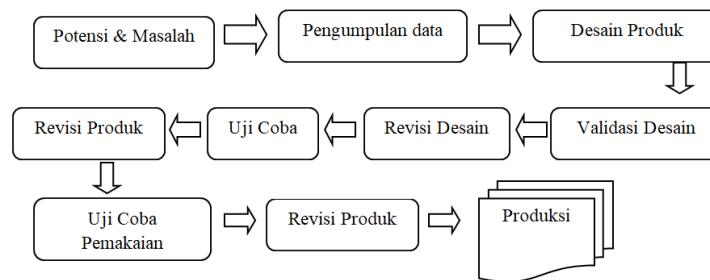 Potensi & Masalah
Pengumpulan data
Desain Produk
Validasi Desain
Revisi Desain
Uji Coba
Revisi Produk
Uji Coba
Pemakaian
Revisi Produk
Produksi